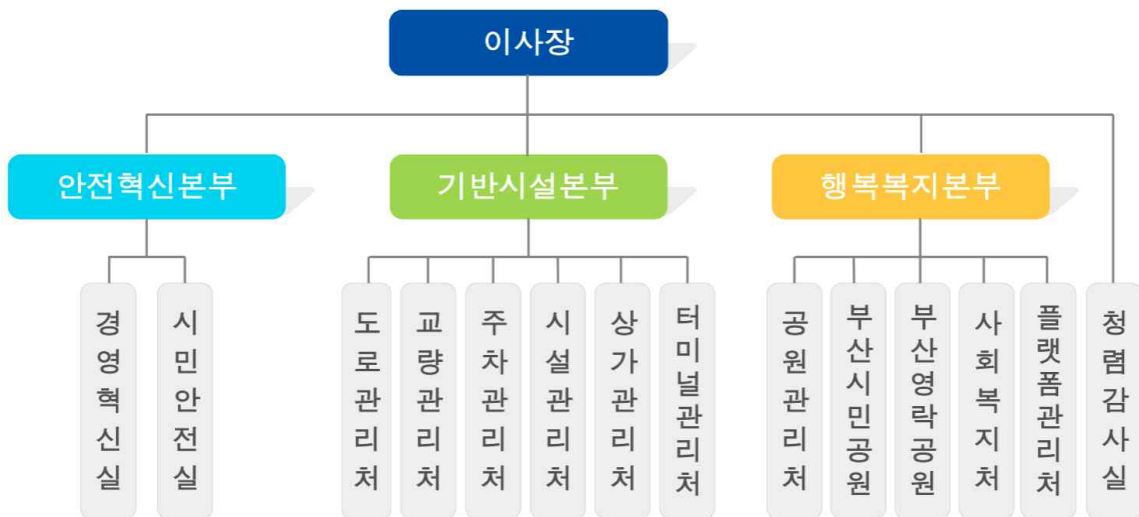 이사장
안전혁신본부
기반시설본부
행복복지본부
경영혁신실
시민안전실
도로관리처
교량관리처
주차관리처
시설관리처
상가관리처
터미널관리처
공원관리처
부산시민공원
부산영락공원
사회복지처
플랫폼관리처
청렴감사실